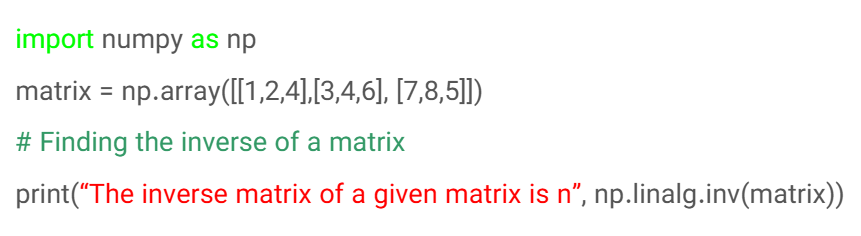 import numpy as np
matrix = np.array([[1,2,4],[3,4,6], [7,8,5]])
# Finding the inverse of a matrix
print(“The inverse matrix of a given matrix is n”, np.linalg.inv(matrix))